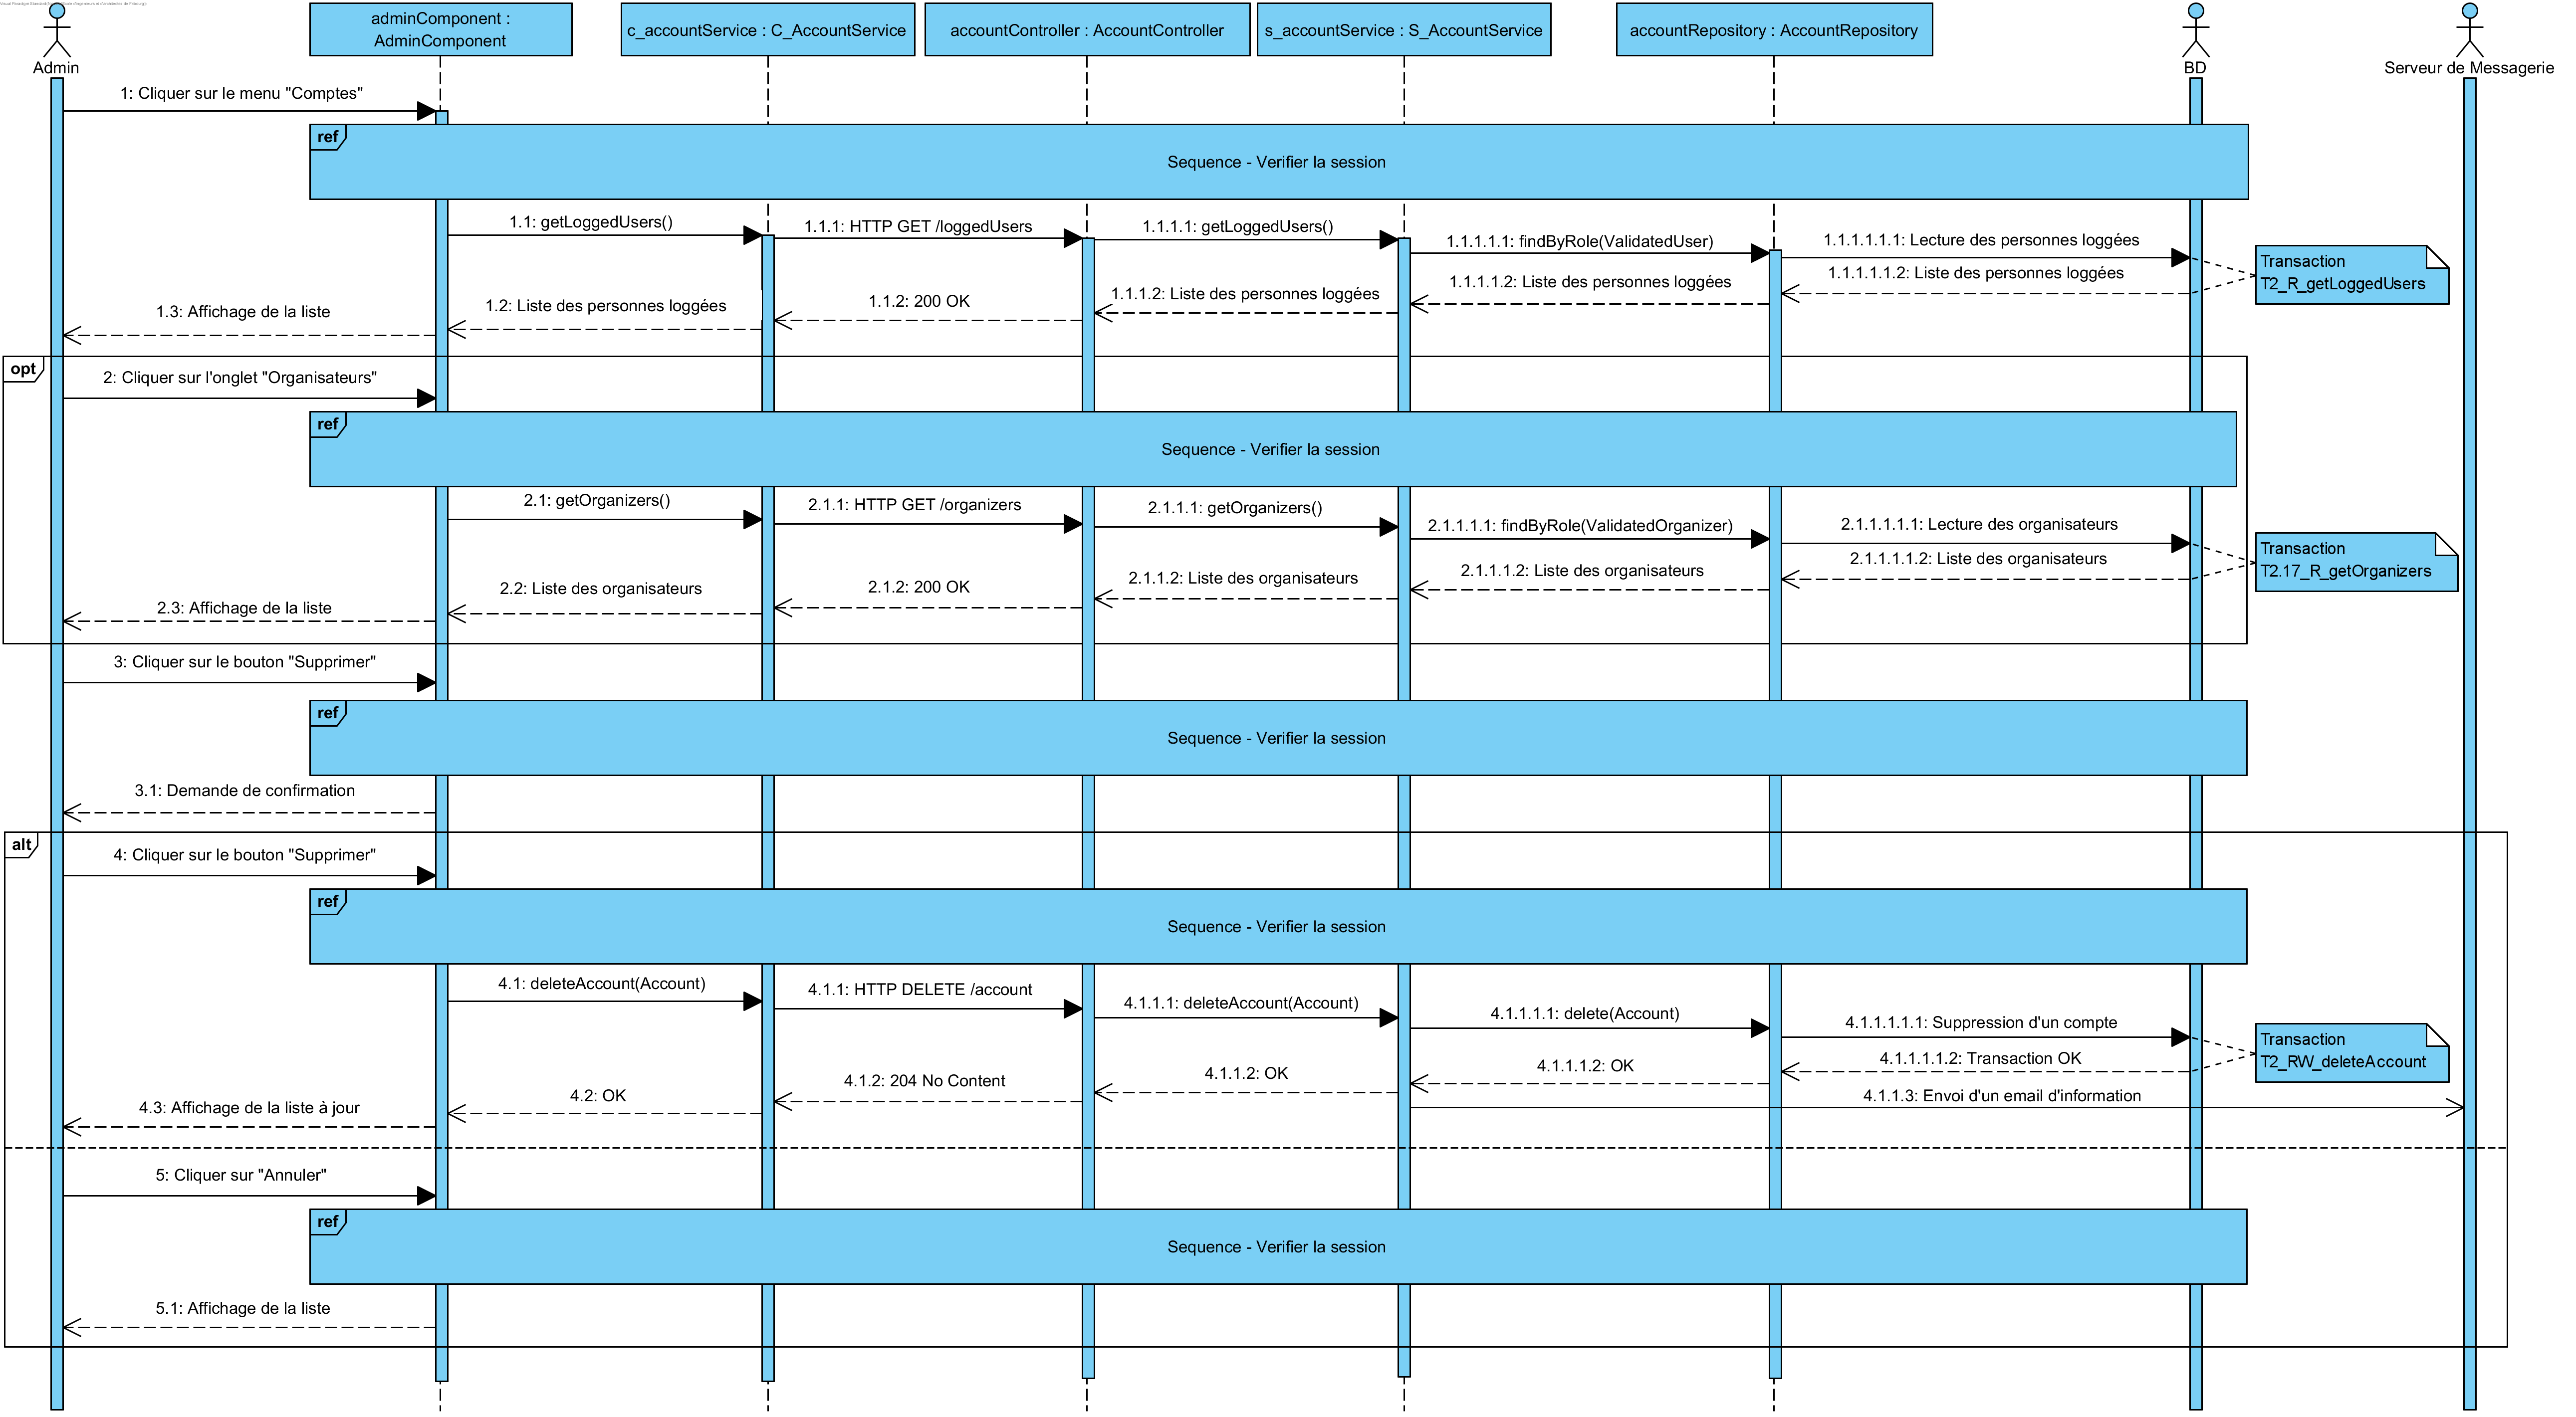 Admin
adminComponent :
AdminComponent
c_accountService : C_AccountService
accountController : AccountController
s_accountService : S_AccountService
accountRepository : AccountRepository
BD
Serveur de Messagerie
1: Cliquer sur le menu "Comptes"
ref
Sequence - Verifier la session
1.1: getLoggedUsers()
1.1.1: HTTP GET /loggedUsers
1.1.1.1: getLoggedUsers()
1.1.1.1.1: findByRole(ValidatedUser)
1.1.1.1.1.1: Lecture des personnes loggées
Transaction
T2_R_getLoggedUsers
1.1.1.1.1.2: Liste des personnes loggées
1.1.1.1.2: Liste des personnes loggées
1.1.1.2: Liste des personnes loggées
1.1.2: 200 OK
1.2: Liste des personnes loggées
1.3: Affichage de la liste
opt
2: Cliquer sur l'onglet "Organisateurs"
ref
Sequence - Verifier la session
2.1: getOrganizers()
2.1.1: HTTP GET /organizers
2.1.1.1: getOrganizers()
2.1.1.1.1: findByRole(ValidatedOrganizer)
2.1.1.1.1.1: Lecture des organisateurs
Transaction
T2.17_R_getOrganizers
2.1.1.1.1.2: Liste des organisateurs
2.1.1.1.2: Liste des organisateurs
2.1.1.2: Liste des organisateurs
2.1.2: 200 OK
2.2: Liste des organisateurs
2.3: Affichage de la liste
3: Cliquer sur le bouton "Supprimer"
ref
Sequence - Verifier la session
3.1: Demande de confirmation
alt
4: Cliquer sur le bouton "Supprimer"
ref
Sequence - Verifier la session
4.1: deleteAccount(Account)
4.1.1: HTTP DELETE /account
4.1.1.1: deleteAccount(Account)
4.1.1.1.1: delete(Account)
4.1.1.1.1.1: Suppression d'un compte
Transaction
T2_RW_deleteAccount
4.1.1.1.1.2: Transaction OK
4.1.1.1.2: OK
4.1.1.2: OK
4.1.2: 204 No Content
4.2: OK
4.1.1.3: Envoi d'un email d'information
4.3: Affichage de la liste à jour
5: Cliquer sur "Annuler"
ref
Sequence - Verifier la session
5.1: Affichage de la liste